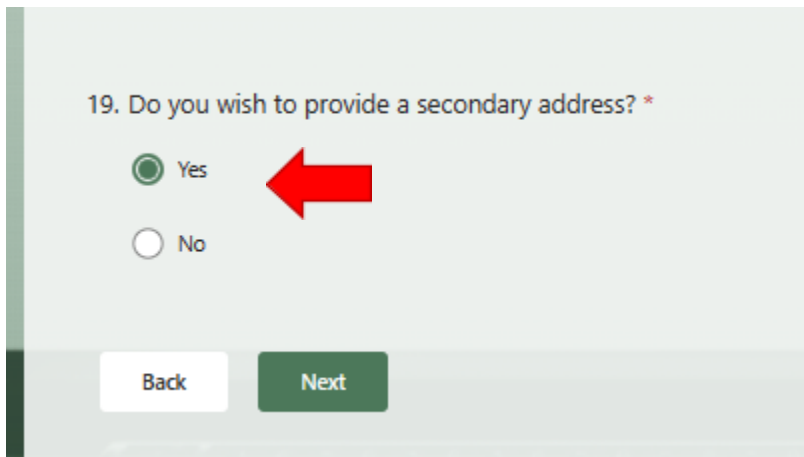 19. Do you wish to provide a secondary address? *
Yes
No
Back Next